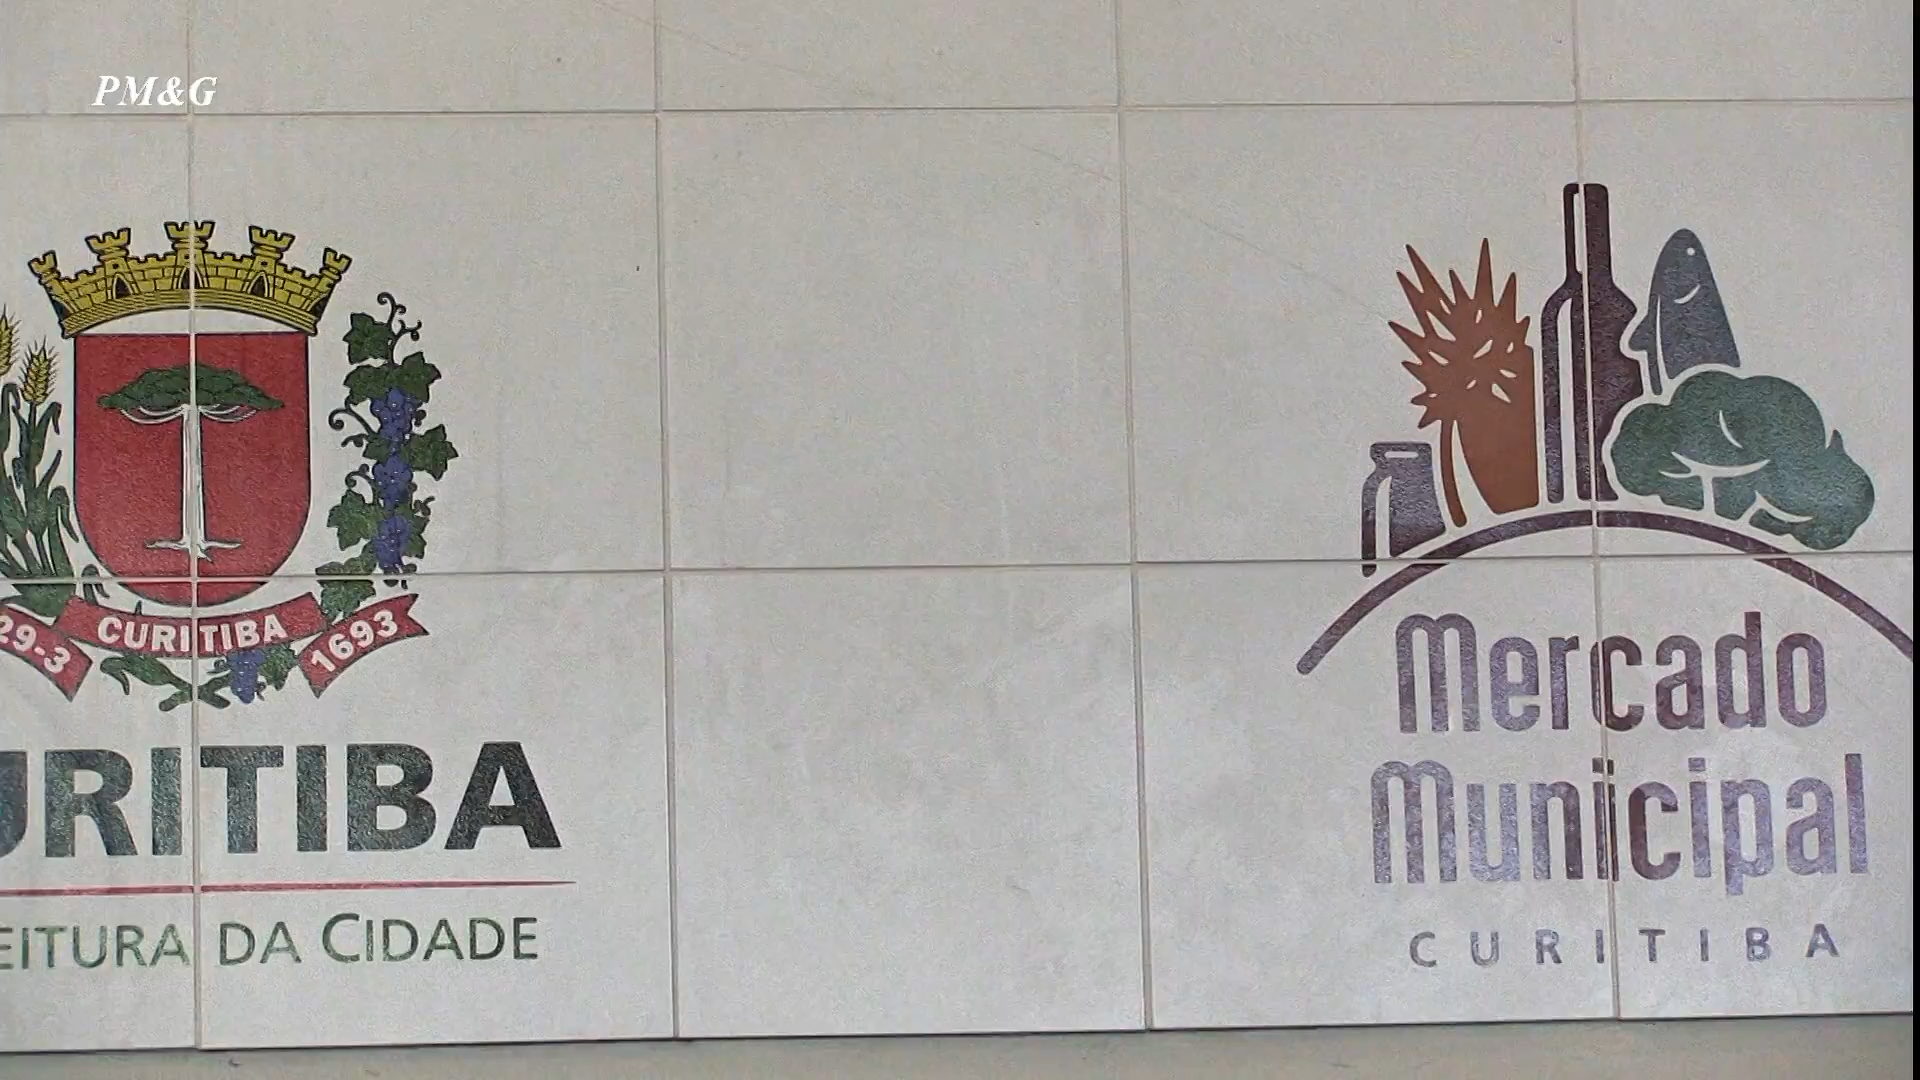 PM&G
29-3 CURITIBA 1693
URITIBA
EITURA DA CIDADE
Mercado
Municipal
CURITIBA